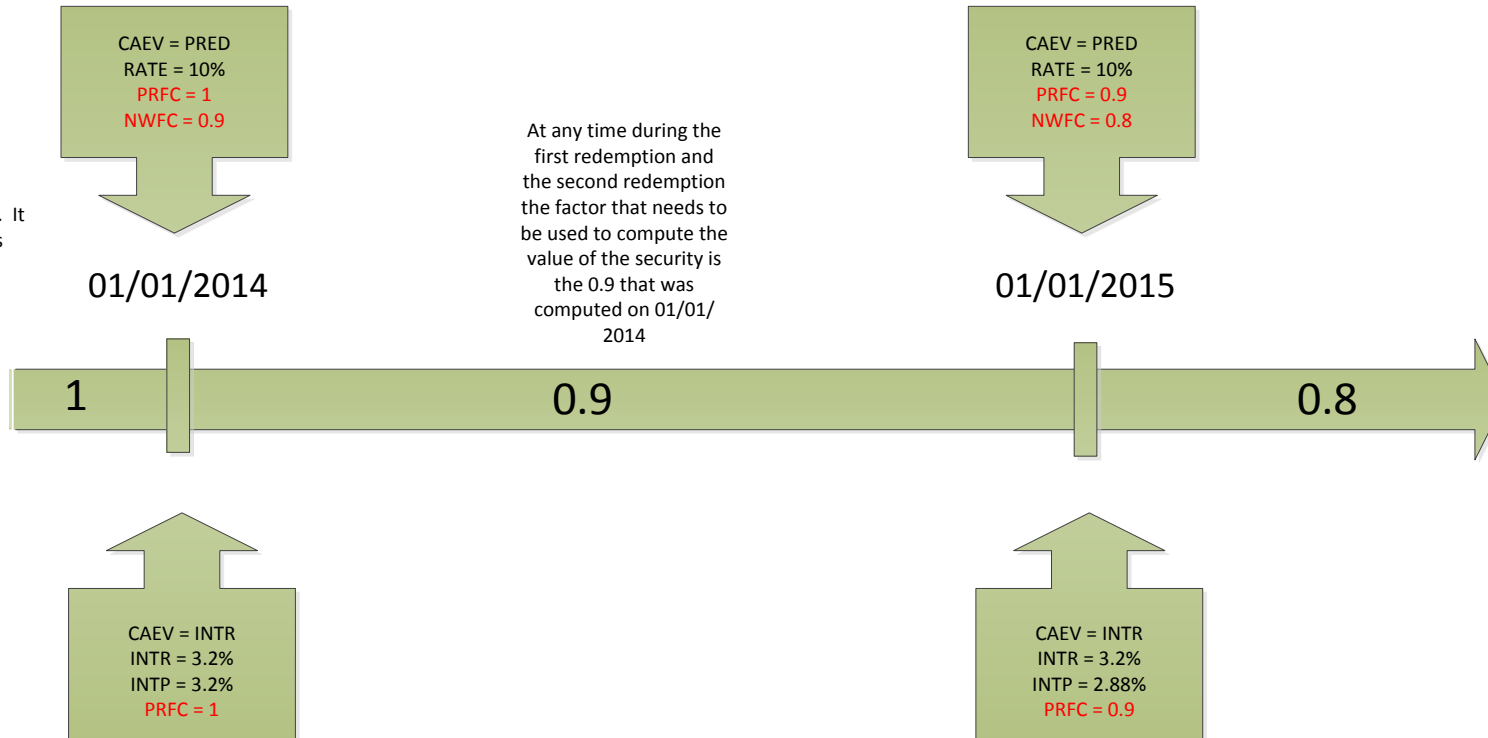 CAEV = PRED
RATE = 10%
PRFC = 1
NWFC = 0.9
CAEV = PRED
RATE = 10%
PRFC = 0.9
NWFC = 0.8
At any time during the
first redemption and
the second redemption
the factor that needs to
be used to compute the
value of the security is
the 0.9 that was
computed on 01/01/
2014
. It
s
01/01/2014
01/01/2015
1
0.9
0.8
CAEV = INTR
INTR = 3.2%
INTP = 3.2%
PRFC = 1
CAEV = INTR
INTR = 3.2%
INTP = 2.88%
PRFC = 0.9